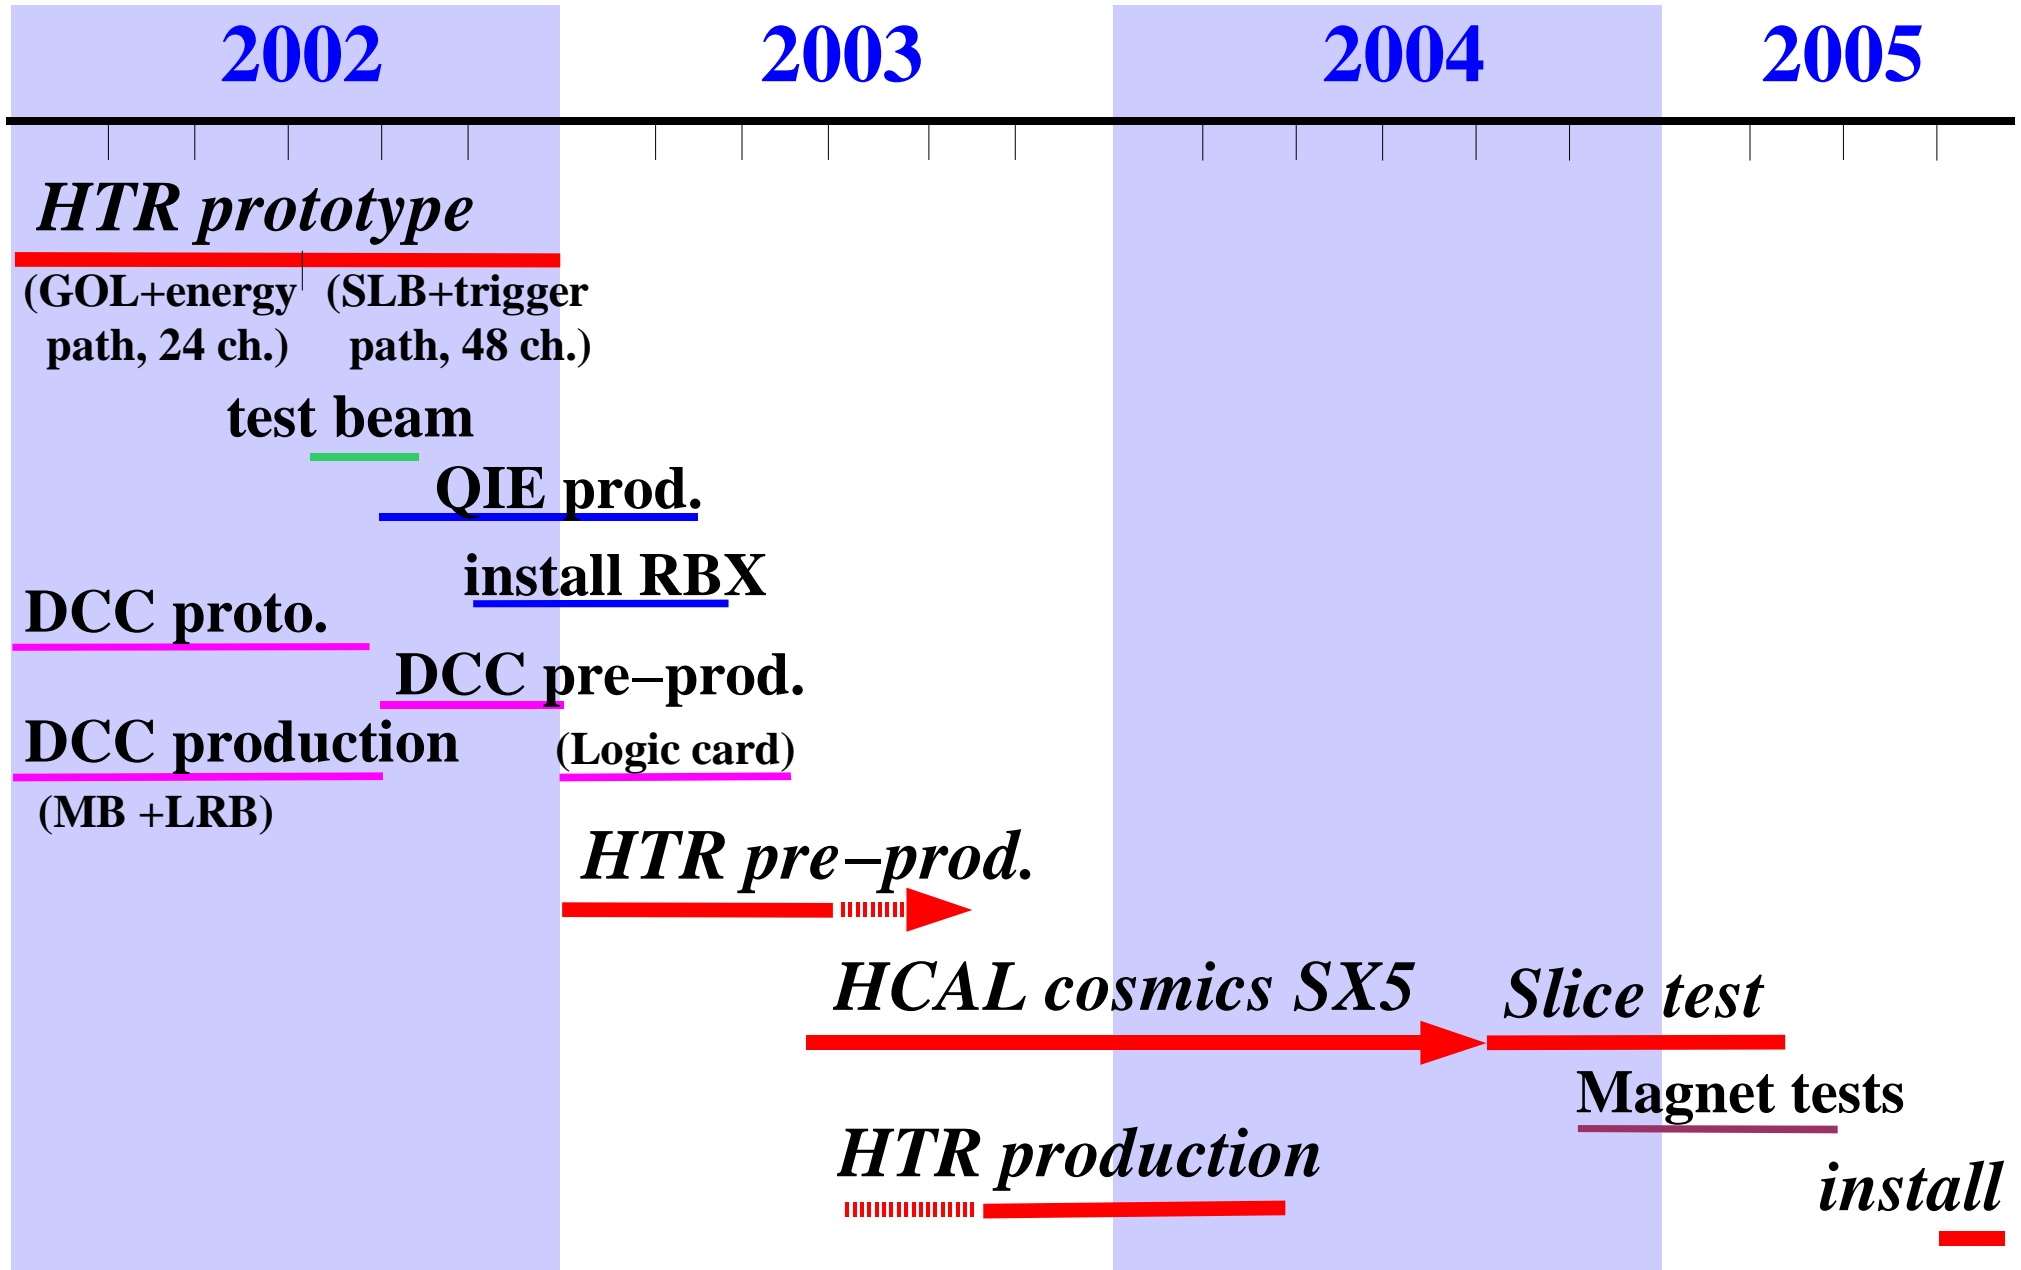 2002 2003 2004 2005
HTR prototype
(GOL+energy (SLB+trigger
path, 24 ch.) path, 48 ch.)
test beam
QIE prod.
install RBX
DCC proto.
DCC pre−prod.
DCC production (Logic card)
(MB +LRB)
HTR pre−prod.
HCAL cosmics SX5 Slice test
Magnet tests
HTR production
install